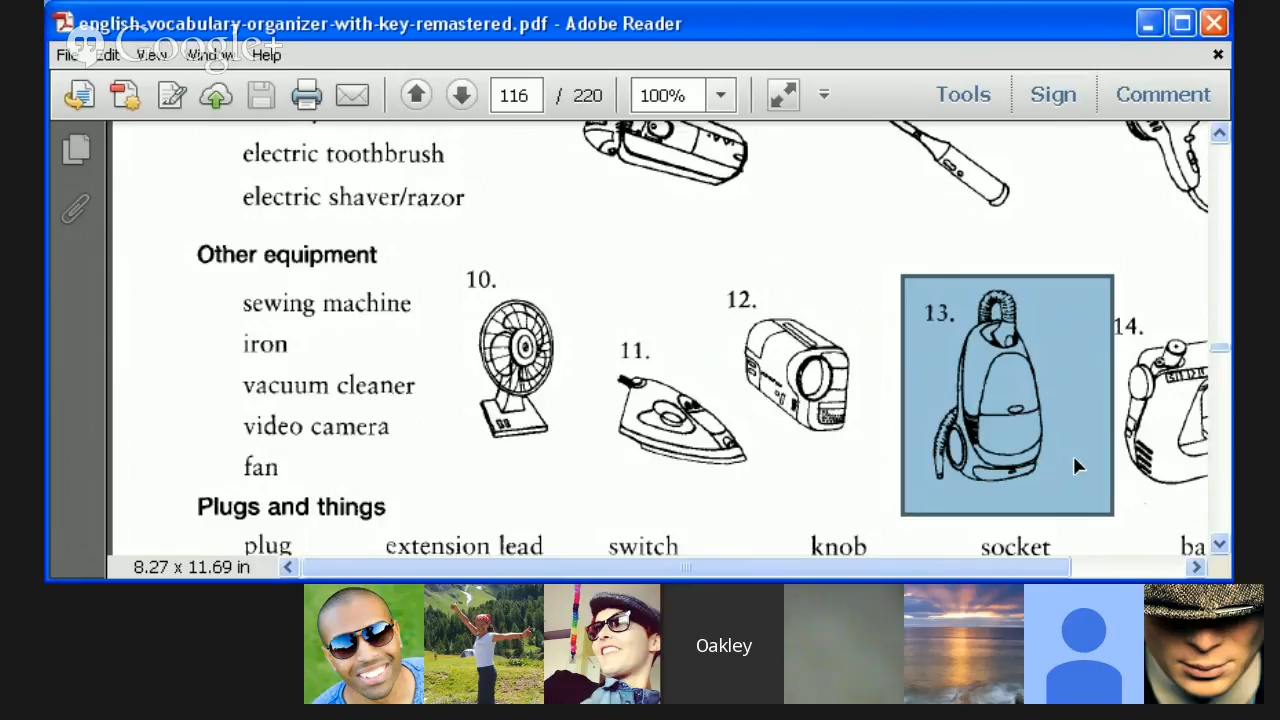 english-vocabulary-organizer-with-key-remastered.pdf - Adobe Reader
Google+
File Edit View Window Help
116 / 220 100% Tools Sign Comment
electric toothbrush
electric shaver/razor
Other equipment
10.
sewing machine
12.
13.
14.
iron
11.
vacuum cleaner
video camera
fan
Plugs and things
plug extension lead switch knob socket ba
8.27 x 11.69 in
Oakley